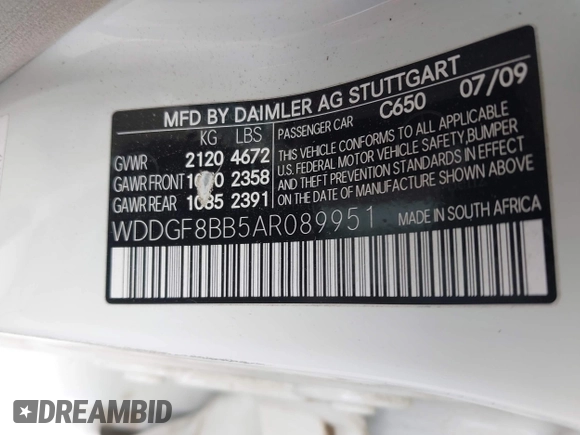 MFD BY DAIMLER AG STUTTGART
KG LBS PASSENGER CAR C650 07/09
GVWR 2120 4672
GAWR FRONT 2358
GAWR REAR 1085 2391
THIS VEHICLE CONFORMS TO ALL APPLICABLE
U.S. FEDERAL MOTOR VEHICLE SAFETY, BUMPER
AND THEFT PREVENTION STANDARDS IN EFFECT
ON THE DATE OF MANUFACTURE SHOWN ABOVE.
WDDGF8BB5AR089951 MADE IN SOUTH AFRICA
DREAMBID